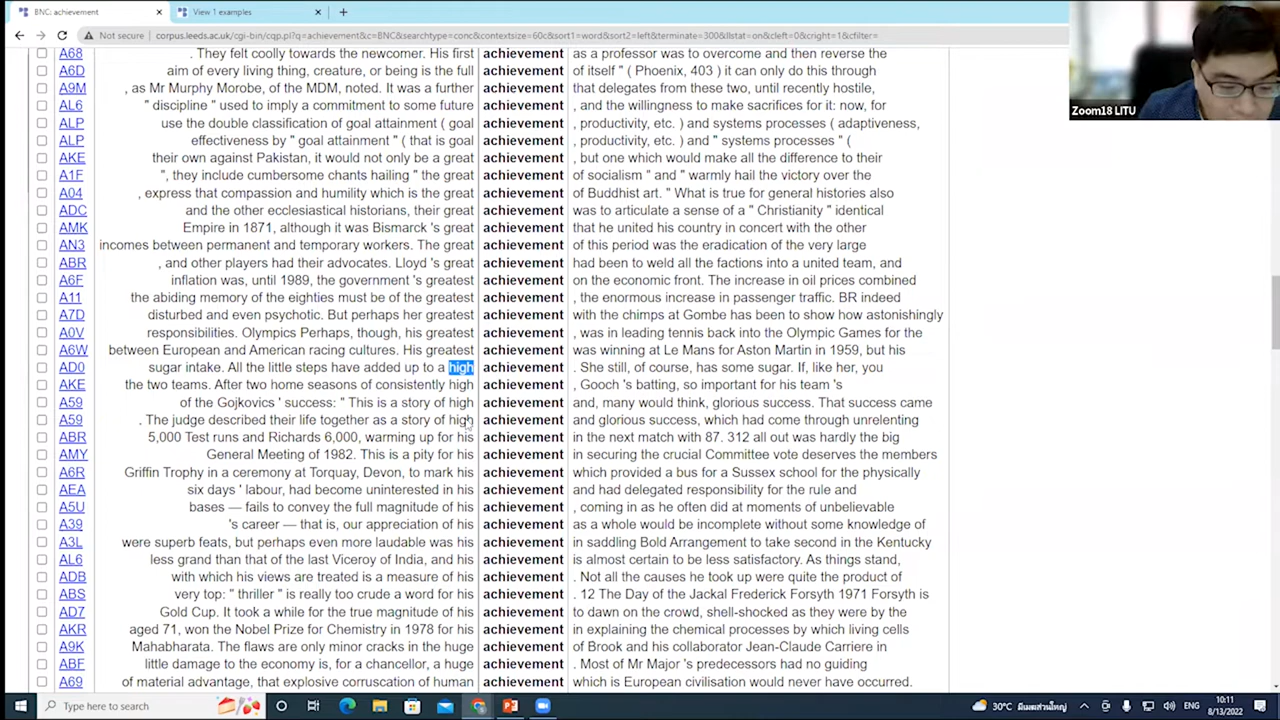 BNC: achievement
View 1 examples
Not secure corpus.leeds.ac.uk/cgi-bin/cqp.pl?q=achievement&c=BNC&searchtype=conc&contextsize=60c&sort1=word&sort2=left&terminate=300&llstat=on&cleft=0&cright=1&cfilter=
Zoom18 LITU
A68 . They felt coolly towards the newcomer. His first achievement as a professor was to overcome and then reverse the
A6D aim of every living thing, creature, or being is the full achievement of itself " ( Phoenix, 403 ) it can only do this through
A9M , as Mr Murphy Morobe, of the MDM, noted. It was a further achievement that delegates from these two, until recently hostile,
AL6 " discipline " used to imply a commitment to some future achievement , and the willingness to make sacrifices for it: now, for
ALP use the double classification of goal attainment ( goal achievement , productivity, etc. ) and systems processes ( adaptiveness,
ALP effectiveness by " goal attainment " ( that is goal achievement , productivity, etc. ) and " systems processes " (
AKE their own against Pakistan, it would not only be a great achievement , but one which would make all the difference to their
A1F ", they include cumbersome chants hailing " the great achievement of socialism " and " warmly hail the victory over the
A04 , express that compassion and humility which is the great achievement of Buddhist art. " What is true for general histories also
ADC and the other ecclesiastical historians, their great achievement was to articulate a sense of a " Christianity " identical
AMK Empire in 1871, although it was Bismarck 's great achievement that he united his country in concert with the other
AN3 incomes between permanent and temporary workers. The great achievement of this period was the eradication of the very large
ABR , and other players had their advocates. Lloyd 's great achievement had been to weld all the factions into a united team, and
A6F inflation was, until 1989, the government 's greatest achievement on the economic front. The increase in oil prices combined
A11 the abiding memory of the eighties must be of the greatest achievement , the enormous increase in passenger traffic. BR indeed
A7D disturbed and even psychotic. But perhaps her greatest achievement with the chimps at Gombe has been to show how astonishingly
A0V responsibilities. Olympics Perhaps, though, his greatest achievement , was in leading tennis back into the Olympic Games for the
A6W between European and American racing cultures. His greatest achievement was winning at Le Mans for Aston Martin in 1959, but his
AD0 sugar intake. All the little steps have added up to a high achievement . She still, of course, has some sugar. If, like her, you
AKE the two teams. After two home seasons of consistently high achievement , Gooch 's batting, so important for his team 's
A59 of the Gojkovics ' success: " This is a story of high achievement and, many would think, glorious success. That success came
A59 . The judge described their life together as a story of high achievement and glorious success, which had come through unrelenting
ABR 5,000 Test runs and Richards 6,000, warming up for his achievement in the next match with 87. 312 all out was hardly the big
AMY General Meeting of 1982. This is a pity for his achievement in securing the crucial Committee vote deserves the members
A6R Griffin Trophy in a ceremony at Torquay, Devon, to mark his achievement which provided a bus for a Sussex school for the physically
AEA six days ' labour, had become uninterested in his achievement and had delegated responsibility for the rule and
A5U bases — fails to convey the full magnitude of his achievement , coming in as he often did at moments of unbelievable
A39 's career — that is, our appreciation of his achievement as a whole would be incomplete without some knowledge of
A3L were superb feats, but perhaps even more laudable was his achievement in saddling Bold Arrangement to take second in the Kentucky
AL6 less grand than that of the last Viceroy of India, and his achievement is almost certain to be less satisfactory. As things stand,
ADB with which his views are treated is a measure of his achievement . Not all the causes he took up were quite the product of
ABS very top: " thriller " is really too crude a word for his achievement . 12 The Day of the Jackal Frederick Forsyth 1971 Forsyth is
AD7 Gold Cup. It took a while for the true magnitude of his achievement to dawn on the crowd, shell-shocked as they were by the
AKR aged 71, won the Nobel Prize for Chemistry in 1978 for his achievement in explaining the chemical processes by which living cells
A9K Mahabharata. The flaws are only minor cracks in the huge achievement of Brook and his collaborator Jean-Claude Carriere in
ABF little damage to the economy is, for a chancellor, a huge achievement . Most of Mr Major 's predecessors had no guiding
A69 of material advantage, that explosive corruscation of human achievement which is European civilisation would never have occurred.
Type here to search
30°C มีเมฆส่วนใหญ่ ENG 10:11
8/13/2022